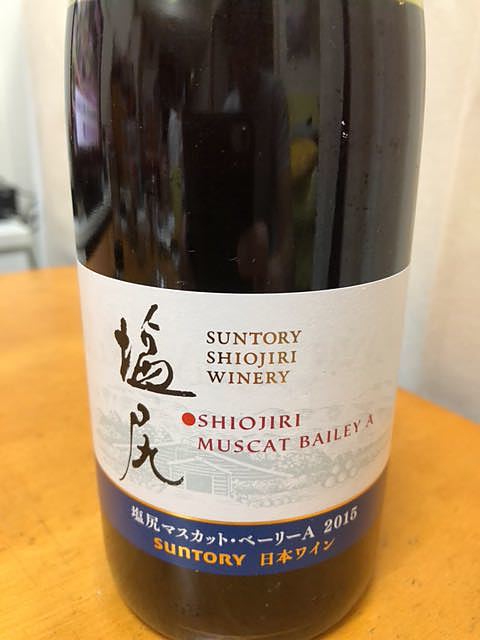 塩尻
SUNTORY
SHIOJIRI
WINERY
SHIOJIRI
MUSCAT BAILEY A
塩尻マスカット・ベーリーA 2015
SUNTORY 日本ワイン